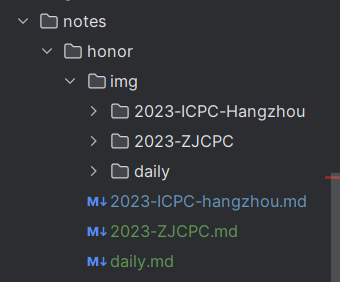 notes
honor
img
2023-ICPC-Hangzhou
2023-ZJCPC
daily
M↓ 2023-ICPC-hangzhou.md
M↓ 2023-ZJCPC.md
M↓ daily.md